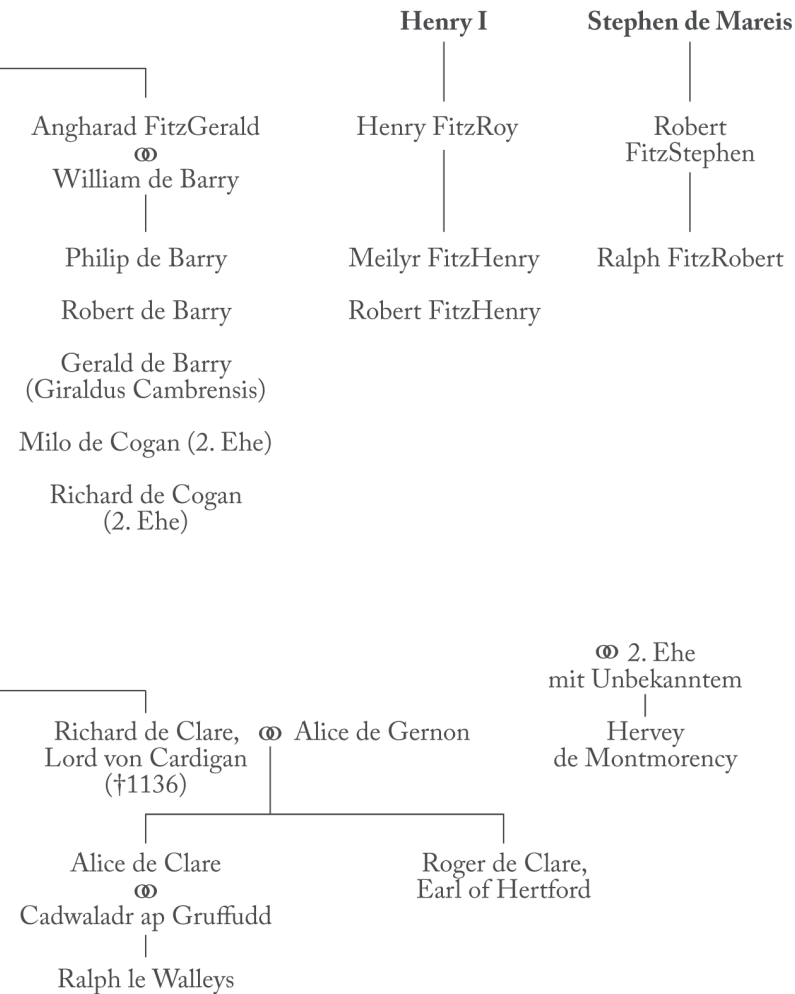 Henry I
Stephen de Mareis
Angharad FitzGerald
⚭
William de Barry
Henry FitzRoy
Robert
FitzStephen
Philip de Barry
Meilyr FitzHenry
Ralph FitzRobert
Robert de Barry
Robert FitzHenry
Gerald de Barry
(Giraldus Cambrensis)
Milo de Cogan (2. Ehe)
Richard de Cogan
(2. Ehe)
⚭ 2. Ehe
mit Unbekanntem
Hervey
de Montmorency
Richard de Clare, ⚭ Alice de Gernon
Lord von Cardigan
(†1136)
Alice de Clare
⚭
Cadwaladr ap Gruffudd
Roger de Clare,
Earl of Hertford
Ralph le Walleys